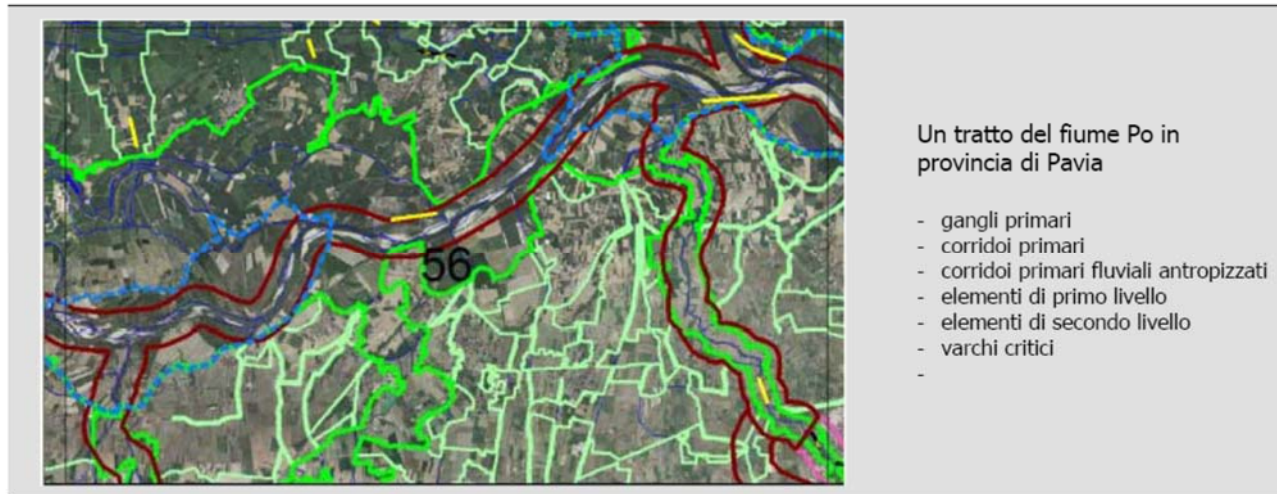 56
Un tratto del fiume Po in
provincia di Pavia
- gangli primari
- corridoi primari
- corridoi primari fluviali antropizzati
- elementi di primo livello
- elementi di secondo livello
- varchi critici
-